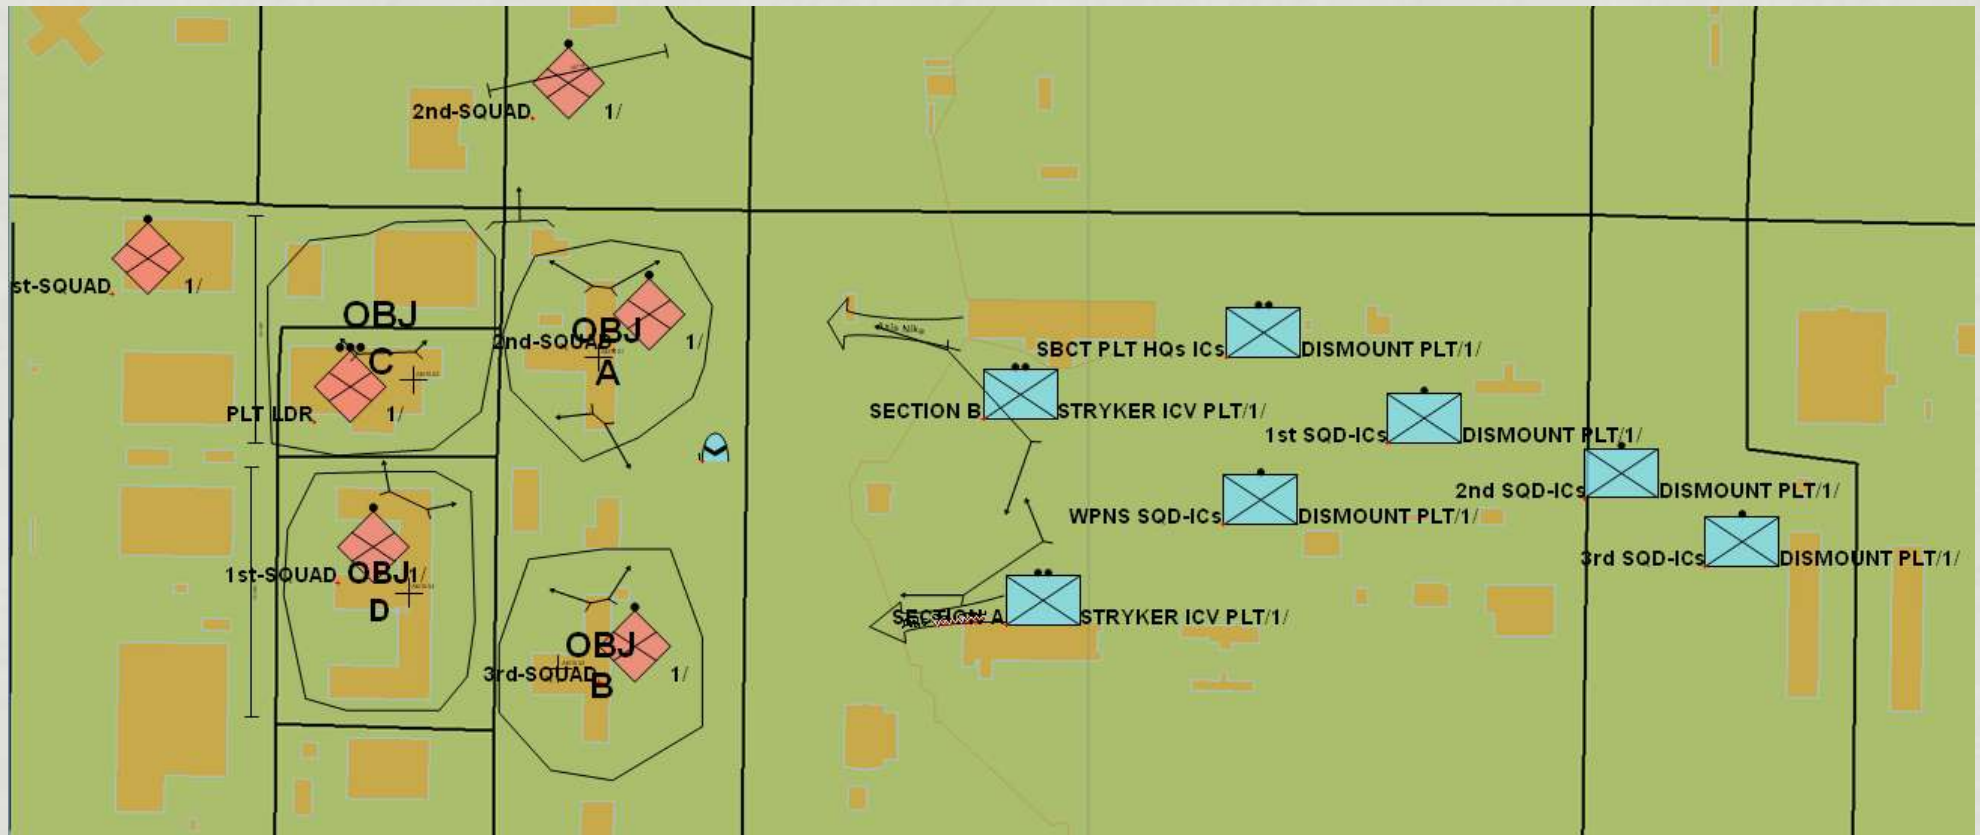 2nd-SQUAD
1/
st-SQUAD
1/
OBJ
C
PLT LDR
1/
OBJ
A
2nd-SQUAD
1/
Axis Nike
SBCT PLT HQs ICs
DISMOUNT PLT/1/
SECTION B
STRYKER ICV PLT/1/
1st SQD-ICs
DISMOUNT PLT/1/
2nd SQD-ICs
DISMOUNT PLT/1/
WPNS SQD-ICs
DISMOUNT PLT/1/
3rd SQD-ICs
DISMOUNT PLT/1/
1st-SQUAD
OBJ
D
1/
SECTION A
STRYKER ICV PLT/1/
OBJ
B
3rd-SQUAD
1/